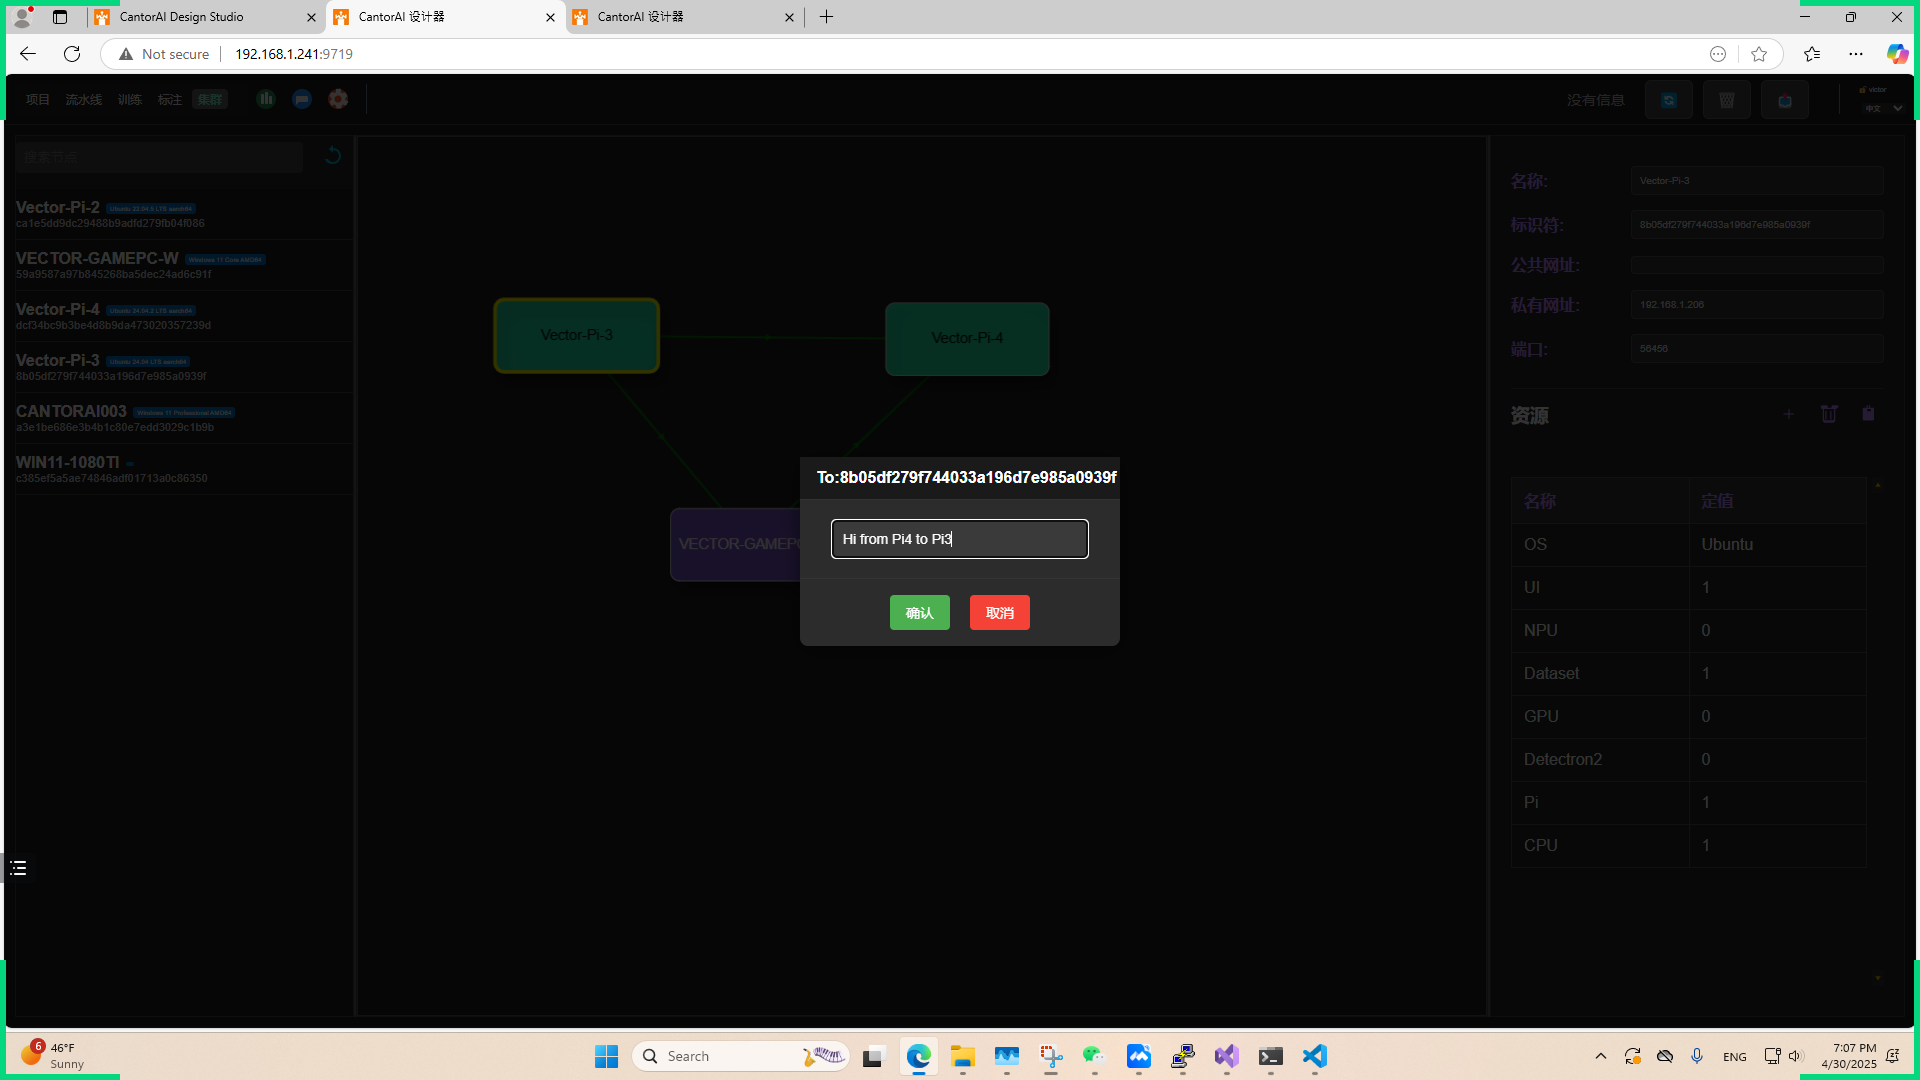 CantorAI Design Studio
CantorAI 设计器
CantorAI 设计器
Not secure
192.168.1.241:9719
项目
流水线
训练
标注
集群
没有信息
victor
中文
搜索节点
Vector-Pi-2 Ubuntu 22.04.5 LTS aarch64
ca1e5dd9dc29488b9adfd279fb04f086
VECTOR-GAMEPC-W Windows 11 Core AMD64
59a9587a97b845268ba5dec24ad6c91f
Vector-Pi-4 Ubuntu 24.04.2 LTS aarch64
dcf34bc9b3be4d8b9da473020357239d
Vector-Pi-3 Ubuntu 24.04 LTS aarch64
8b05df279f744033a196d7e985a0939f
CANTORAI003 Windows 11 Professional AMD64
a3e1be686e3b4b1c80e7edd3029c1b9b
WIN11-1080TI
c385ef5a5ae74846adf01713a0c86350
Vector-Pi-3
Vector-Pi-4
VECTOR-GAMEPC
To:8b05df279f744033a196d7e985a0939f
Hi from Pi4 to Pi3
确认
取消
名称: Vector-Pi-3
标识符: 8b05df279f744033a196d7e985a0939f
公共网址:
私有网址: 192.168.1.206
端口: 56456
资源
名称 定值
OS Ubuntu
UI 1
NPU 0
Dataset 1
GPU 0
Detectron2 0
Pi 1
CPU 1
6
46°F
Sunny
Search
ENG
7:07 PM
4/30/2025